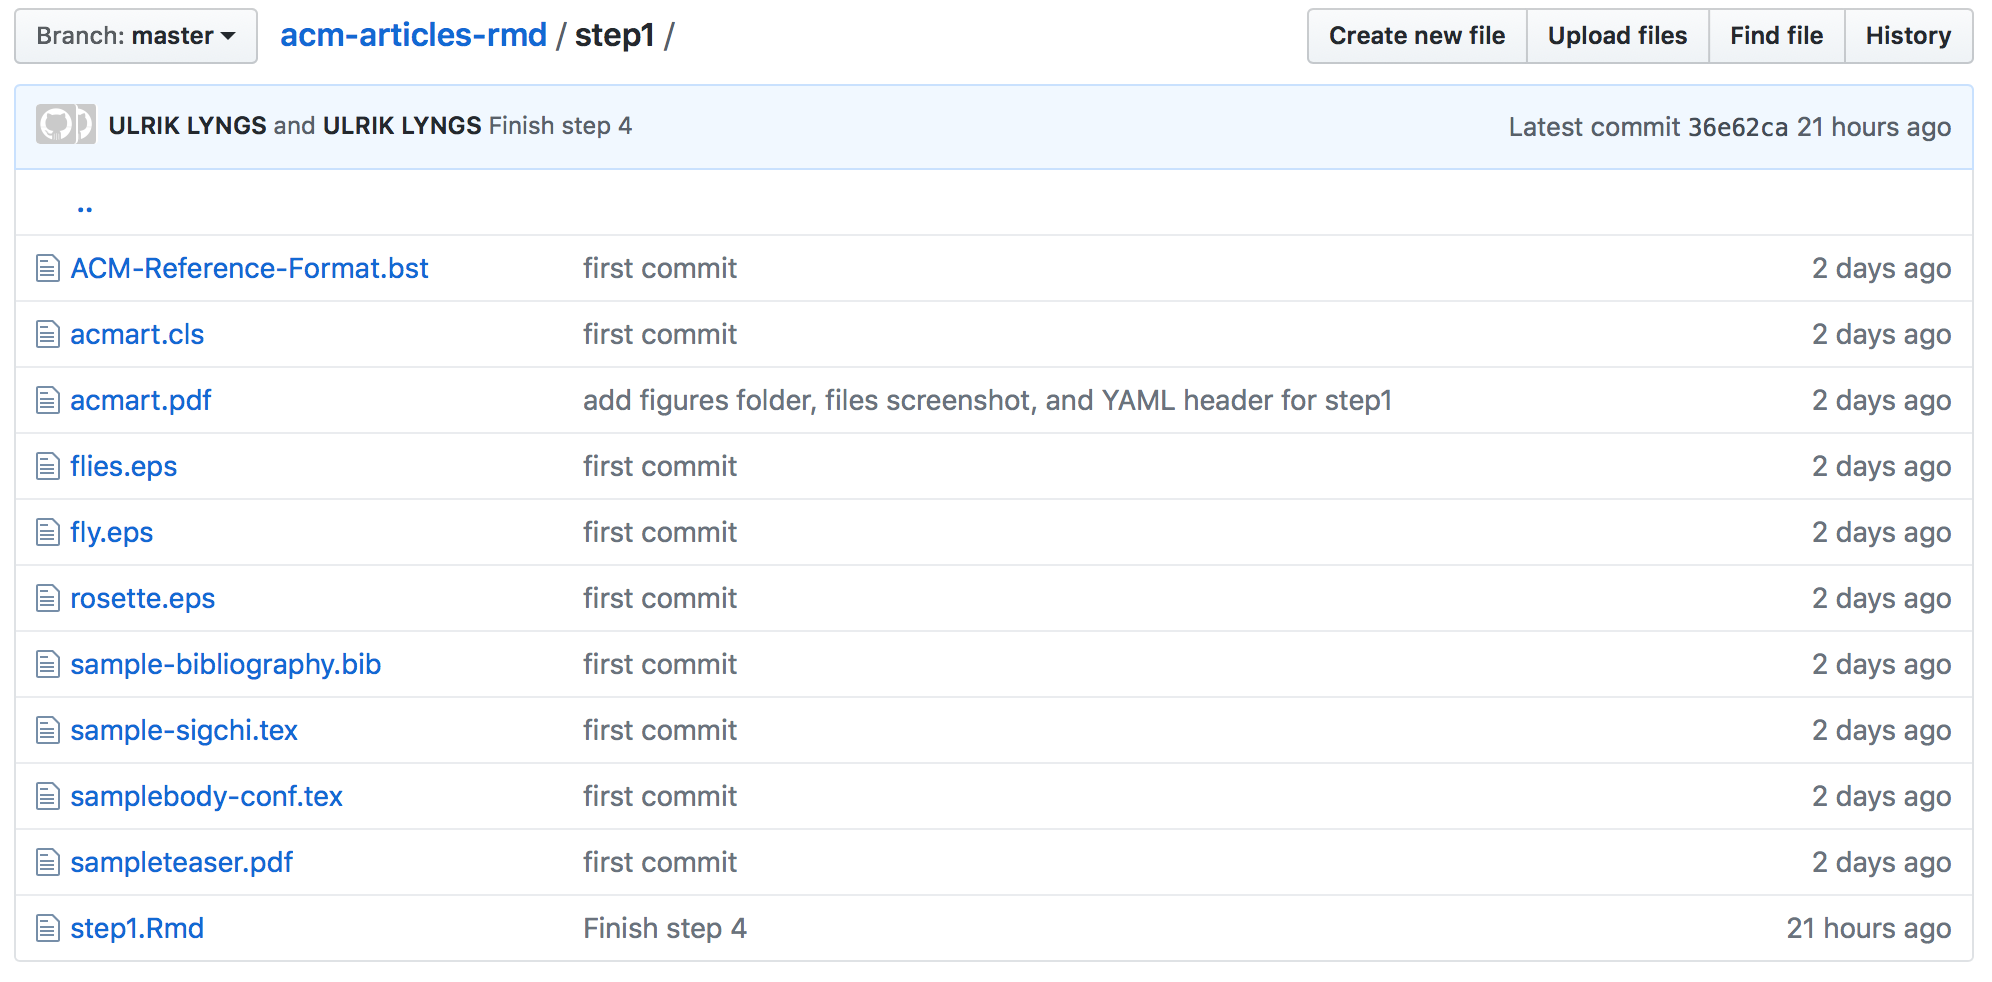 Branch: master acm-articles-rmd / step1 / Create new file Upload files Find file History
ULRIK LYNGS and ULRIK LYNGS Finish step 4 Latest commit 36e62ca 21 hours ago
..
ACM-Reference-Format.bst first commit 2 days ago
acmart.cls first commit 2 days ago
acmart.pdf add figures folder, files screenshot, and YAML header for step1 2 days ago
flies.eps first commit 2 days ago
fly.eps first commit 2 days ago
rosette.eps first commit 2 days ago
sample-bibliography.bib first commit 2 days ago
sample-sigchi.tex first commit 2 days ago
samplebody-conf.tex first commit 2 days ago
sampleteaser.pdf first commit 2 days ago
step1.Rmd Finish step 4 21 hours ago